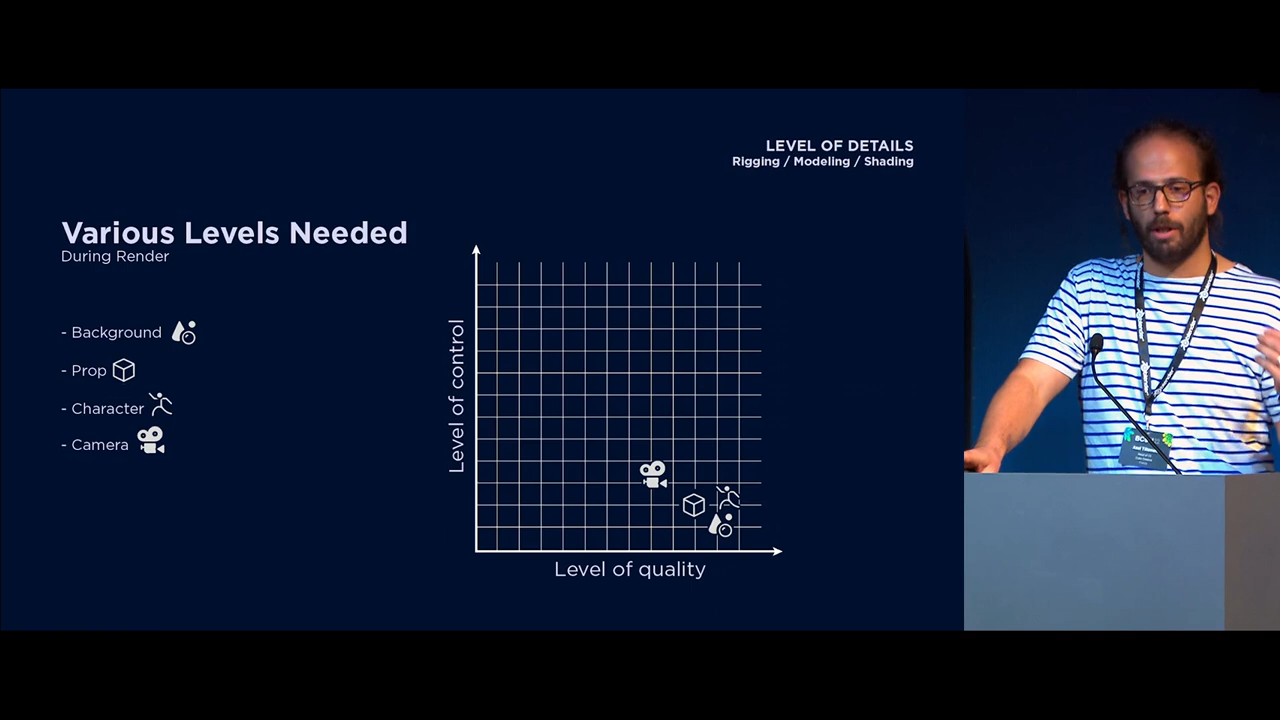 LEVEL OF DETAILS
Rigging / Modeling / Shading
Various Levels Needed
During Render
- Background
- Prop
- Character
- Camera
Level of control
Level of quality